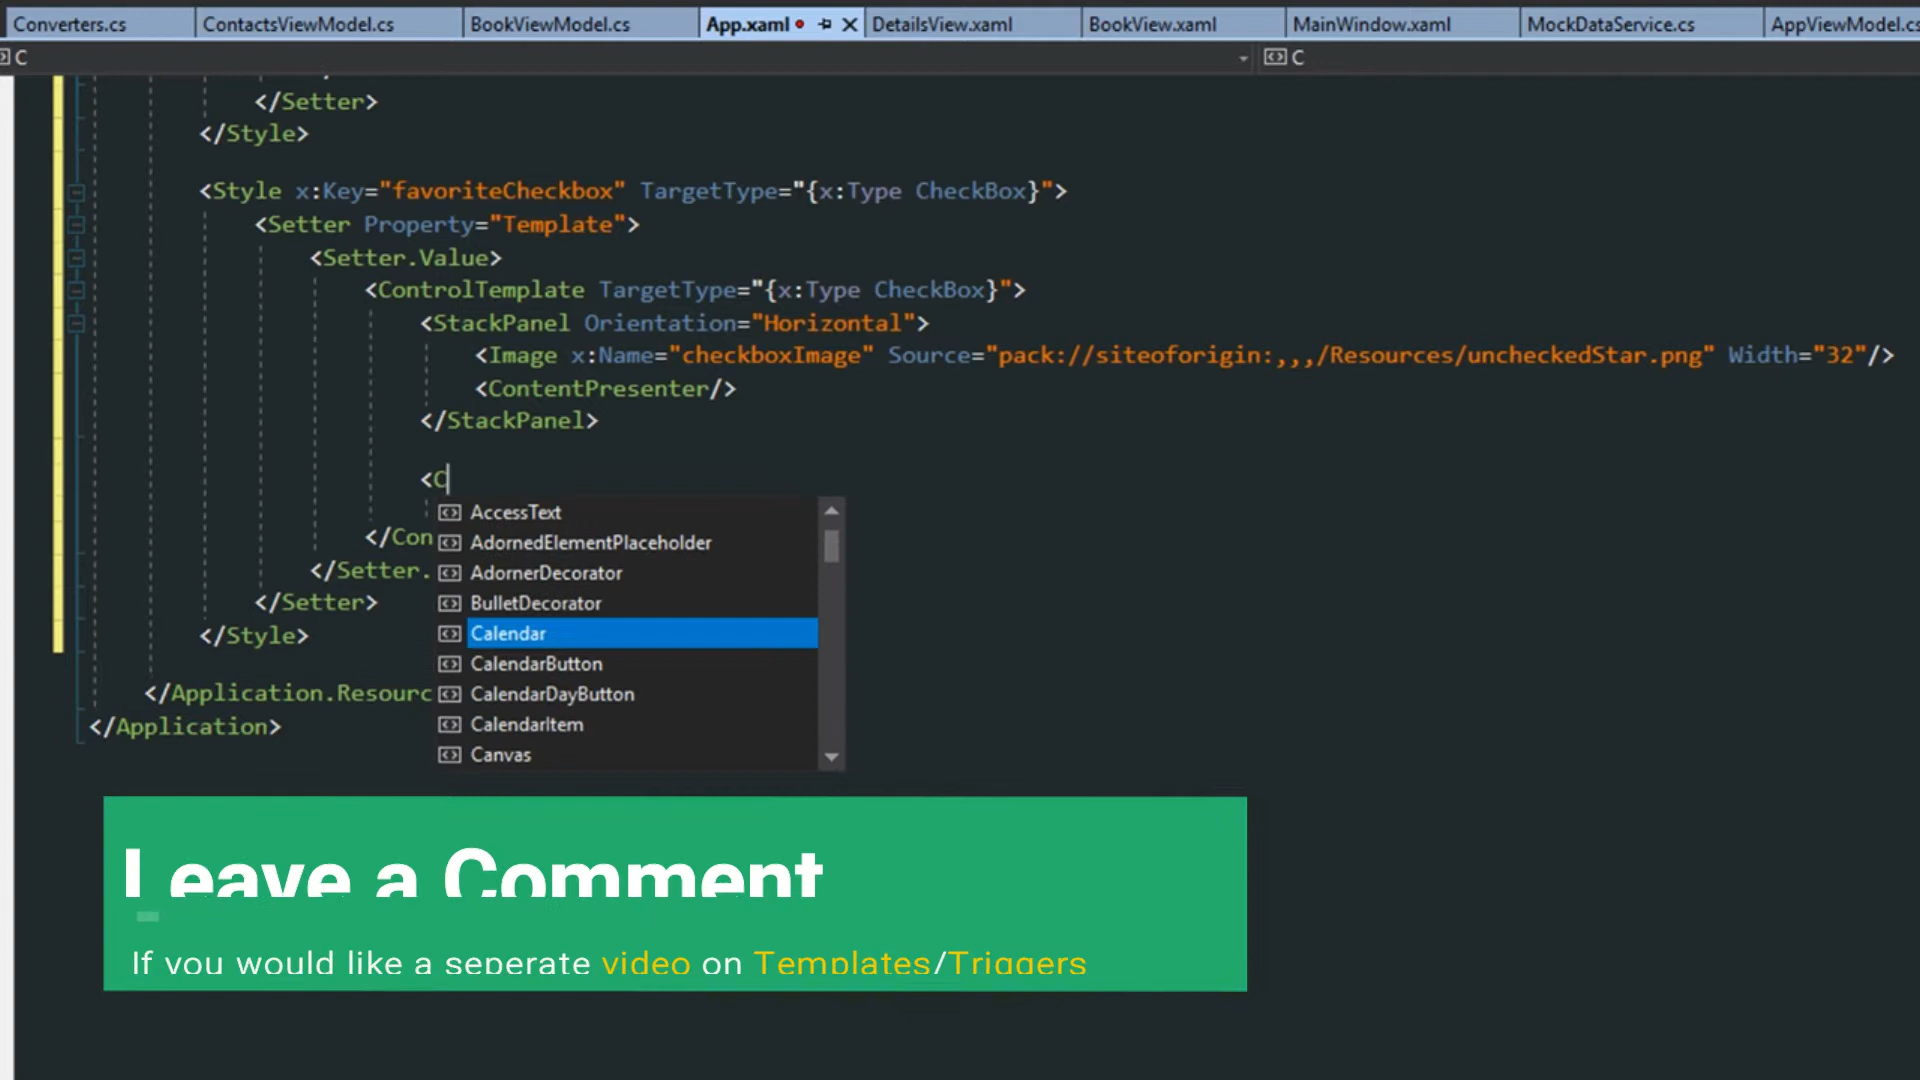 Converters.cs ContactsViewModel.cs BookViewModel.cs App.xaml DetailsView.xaml BookView.xaml MainWindow.xaml MockDataService.cs AppViewModel.cs
C C
</Setter>
</Style>
<Style x:Key="favoriteCheckbox" TargetType="{x:Type CheckBox}">
<Setter Property="Template">
<Setter.Value>
<ControlTemplate TargetType="{x:Type CheckBox}">
<StackPanel Orientation="Horizontal">
<Image x:Name="checkboxImage" Source="pack://siteoforigin:,,,/Resources/uncheckedStar.png" Width="32"/>
<ContentPresenter/>
</StackPanel>
<C
AccessText
</Con AdornedElementPlaceholder
</Setter. AdornerDecorator
</Setter> BulletDecorator
</Style> Calendar
CalendarButton
</Application.Resourc CalendarDayButton
</Application> CalendarItem
Canvas
Leave a Comment
If you would like a seperate video on Templates/Triggers